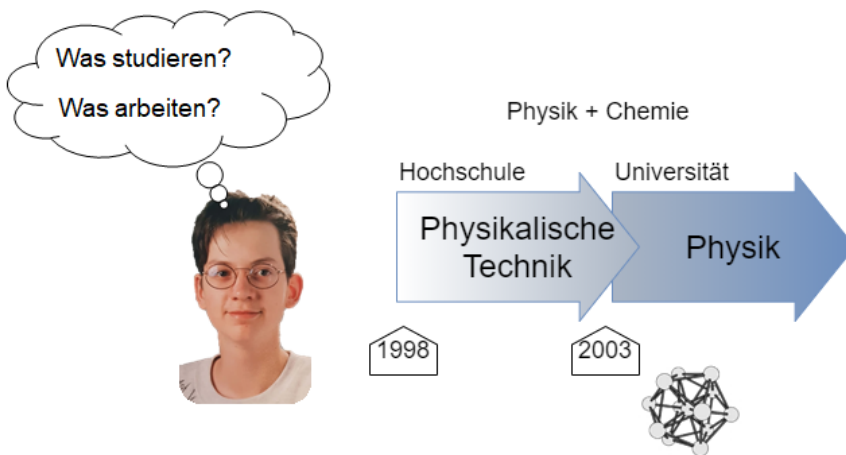 Was studieren?
Was arbeiten?
Physik + Chemie
Hochschule
Universität
Physikalische
Technik
Physik
1998
2003